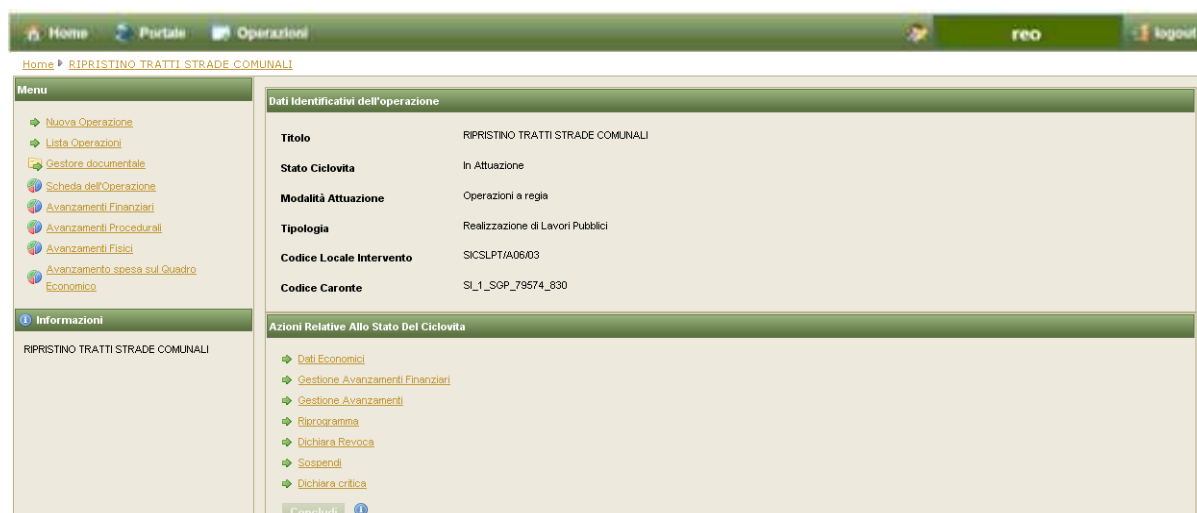 Home Portale Operazioni reo logout
Home RIPRISTINO TRATTI STRADE COMUNALI
Menu
Nuova Operazione
Lista Operazioni
Gestore documentale
Scheda dell'Operazione
Avanzamenti Finanziari
Avanzamenti Procedurali
Avanzamenti Fisici
Avanzamento spesa sul Quadro
Economico
Informazioni
RIPRISTINO TRATTI STRADE COMUNALI
Dati Identificativi dell'operazione
Titolo RIPRISTINO TRATTI STRADE COMUNALI
Stato Ciclovita In Attuazione
Modalità Attuazione Operazioni a regia
Tipologia Realizzazione di Lavori Pubblici
Codice Locale Intervento SICSLPT/A06/03
Codice Caronte SI_1_SGP_79574_830
Azioni Relative Allo Stato Del Ciclovita
Dati Economici
Gestione Avanzamenti Finanziari
Gestione Avanzamenti
Riprogramma
Dichiara Revoca
Sospendi
Dichiara critica
Concludi